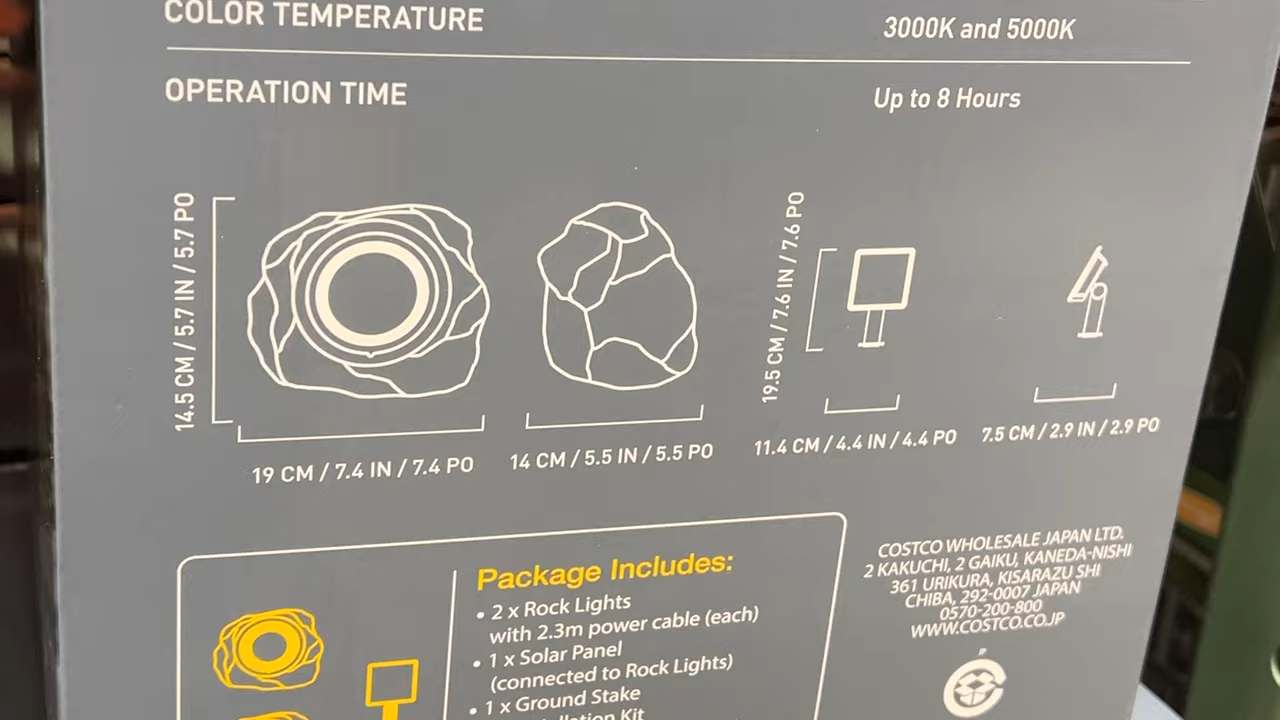 COLOR TEMPERATURE
3000K and 5000K
OPERATION TIME
Up to 8 Hours
14.5 CM / 5.7 IN / 5.7 PO
19 CM / 7.4 IN / 7.4 PO
14 CM / 5.5 IN / 5.5 PO
19.5 CM / 7.6 IN / 7.6 PO
11.4 CM / 4.4 IN / 4.4 PO
7.5 CM / 2.9 IN / 2.9 PO
Package Includes:
• 2 x Rock Lights
with 2.3m power cable (each)
• 1 x Solar Panel
(connected to Rock Lights)
• 1 x Ground Stake
Kit
COSTCO WHOLESALE JAPAN LTD.
2 KAKUCHI, 2 GAIKU, KANEDA-NISHI
361 URIKURA, KISARAZU SHI
CHIBA, 292-0007 JAPAN
0570-200-800
WWW.COSTCO.CO.JP